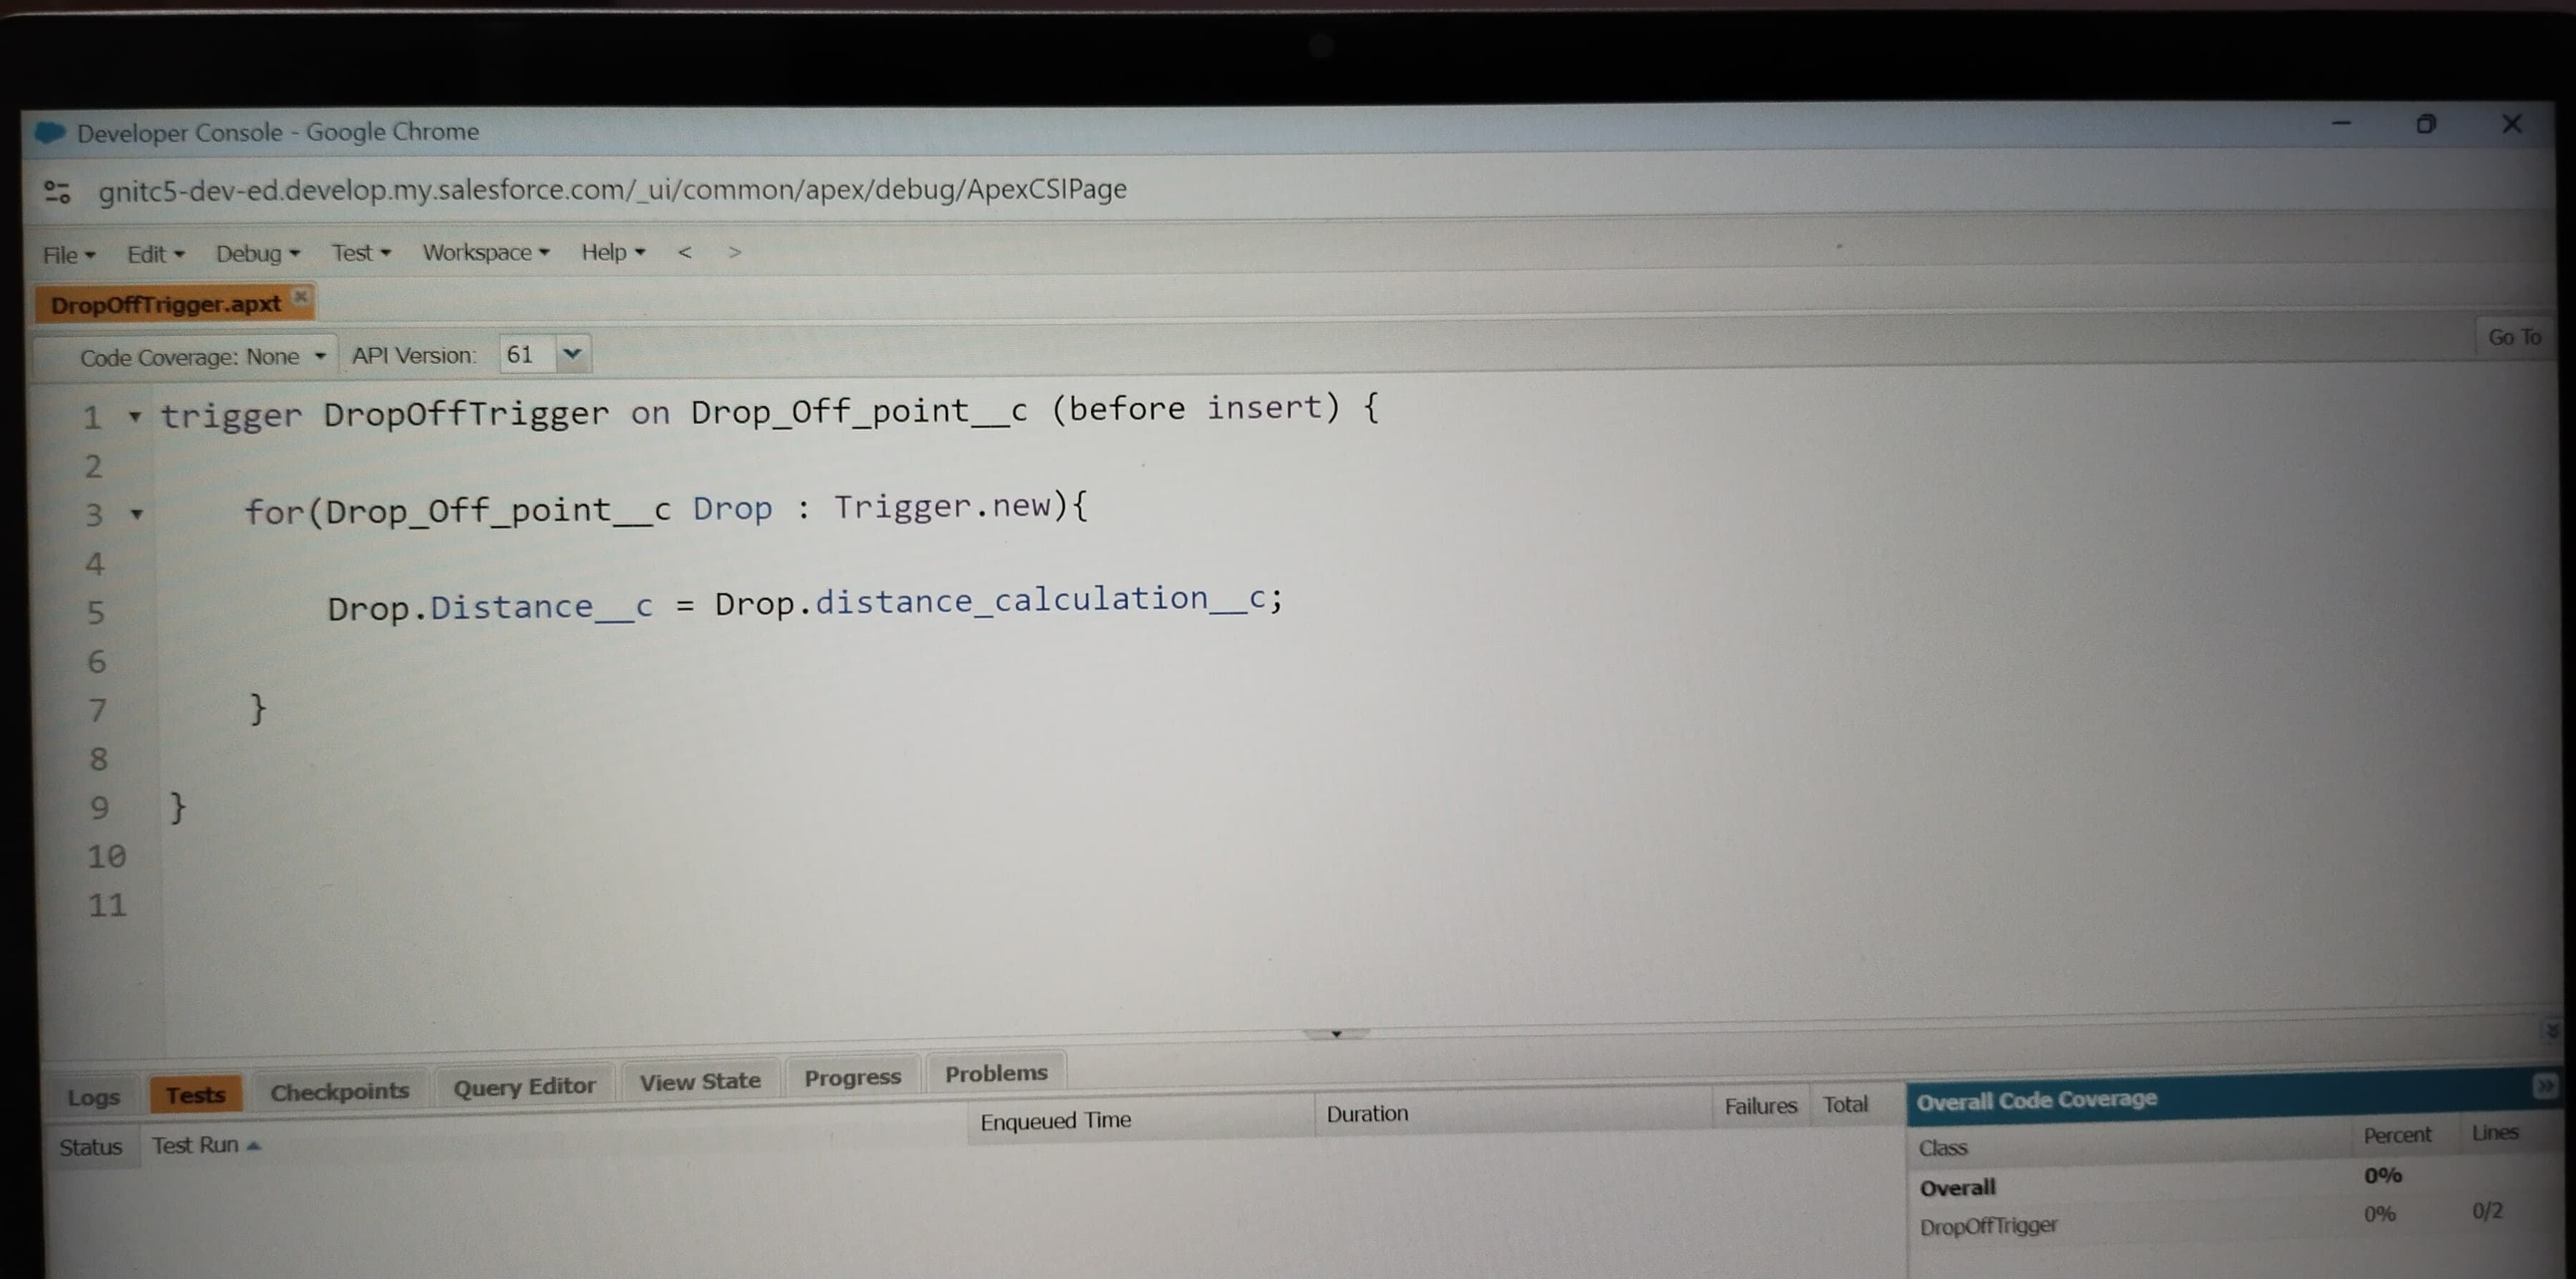 Developer Console - Google Chrome
gnitc5-dev-ed.develop.my.salesforce.com/_ui/common/apex/debug/ApexCSIPage
File Edit Debug Test Workspace Help < >
DropOffTrigger.apxt
Code Coverage: None API Version: 61 Go To
1 trigger DropOffTrigger on Drop_Off_point__c (before insert) {
2
3 for(Drop_Off_point__c Drop : Trigger.new){
4
5 Drop.Distance__c = Drop.distance_calculation__c;
6
7 }
8
9 }
10
11
Logs Tests Checkpoints Query Editor View State Progress Problems
Status Test Run Enqueued Time Duration Failures Total
Overall Code Coverage
Class Percent Lines
Overall 0%
DropOffTrigger 0% 0/2